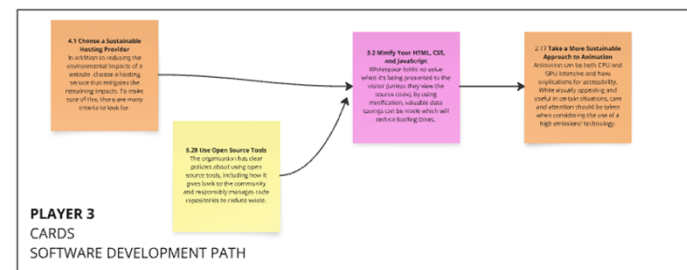 4.1 Choose a Sustainable
Hosting Provider
In addition to reducing the
environmental impacts of a
website, choose a hosting
service that mitigates the
remaining impacts. To make
sure of this, there are many
criteria to look for.
5.28 Use Open Source Tools
The organization has clear
policies about using open
source tools, including how it
gives back to the community
and responsibly manages code
repositories to reduce waste.
3.2 Minify Your HTML, CSS,
and JavaScript
Whitespace holds no value
when it's being presented to the
visitor (unless they view the
source code), by using
minification, valuable data
savings can be made which will
reduce loading times.
2.17 Take a More Sustainable
Approach to Animation
Animation can be both CPU and
GPU intensive and have
implications for accessibility.
While visually appealing and
useful in certain situations, care
and attention should be taken
when considering the use of a
high emissions' technology.
PLAYER 3
CARDS
SOFTWARE DEVELOPMENT PATH